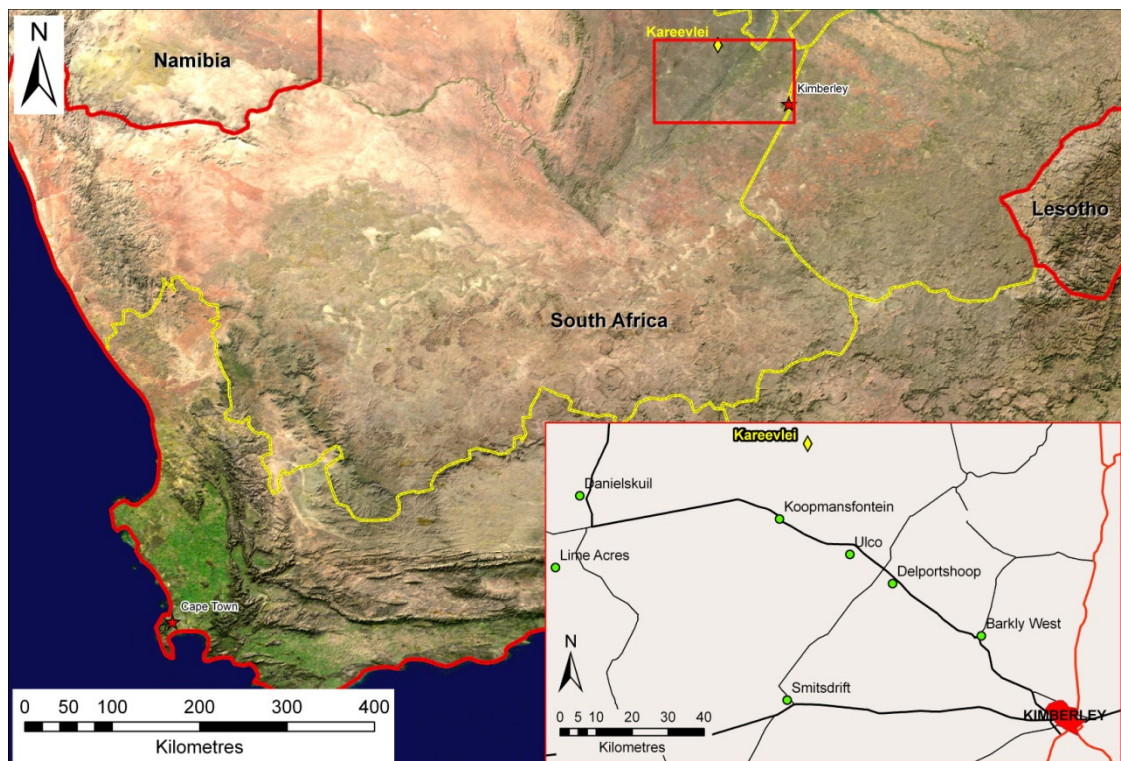 N
Namibia
Kareevlei
Kimberley
Lesotho
South Africa
Cape Town
0 50 100 200 300 400
Kilometres
Kareevlei
Danielskuil
Koopmansfontein
Ulco
Lime Acres
Delportshoop
Barkly West
N
Smitsdrift
KIMBERLEY
0 5 10 20 30 40
Kilometres